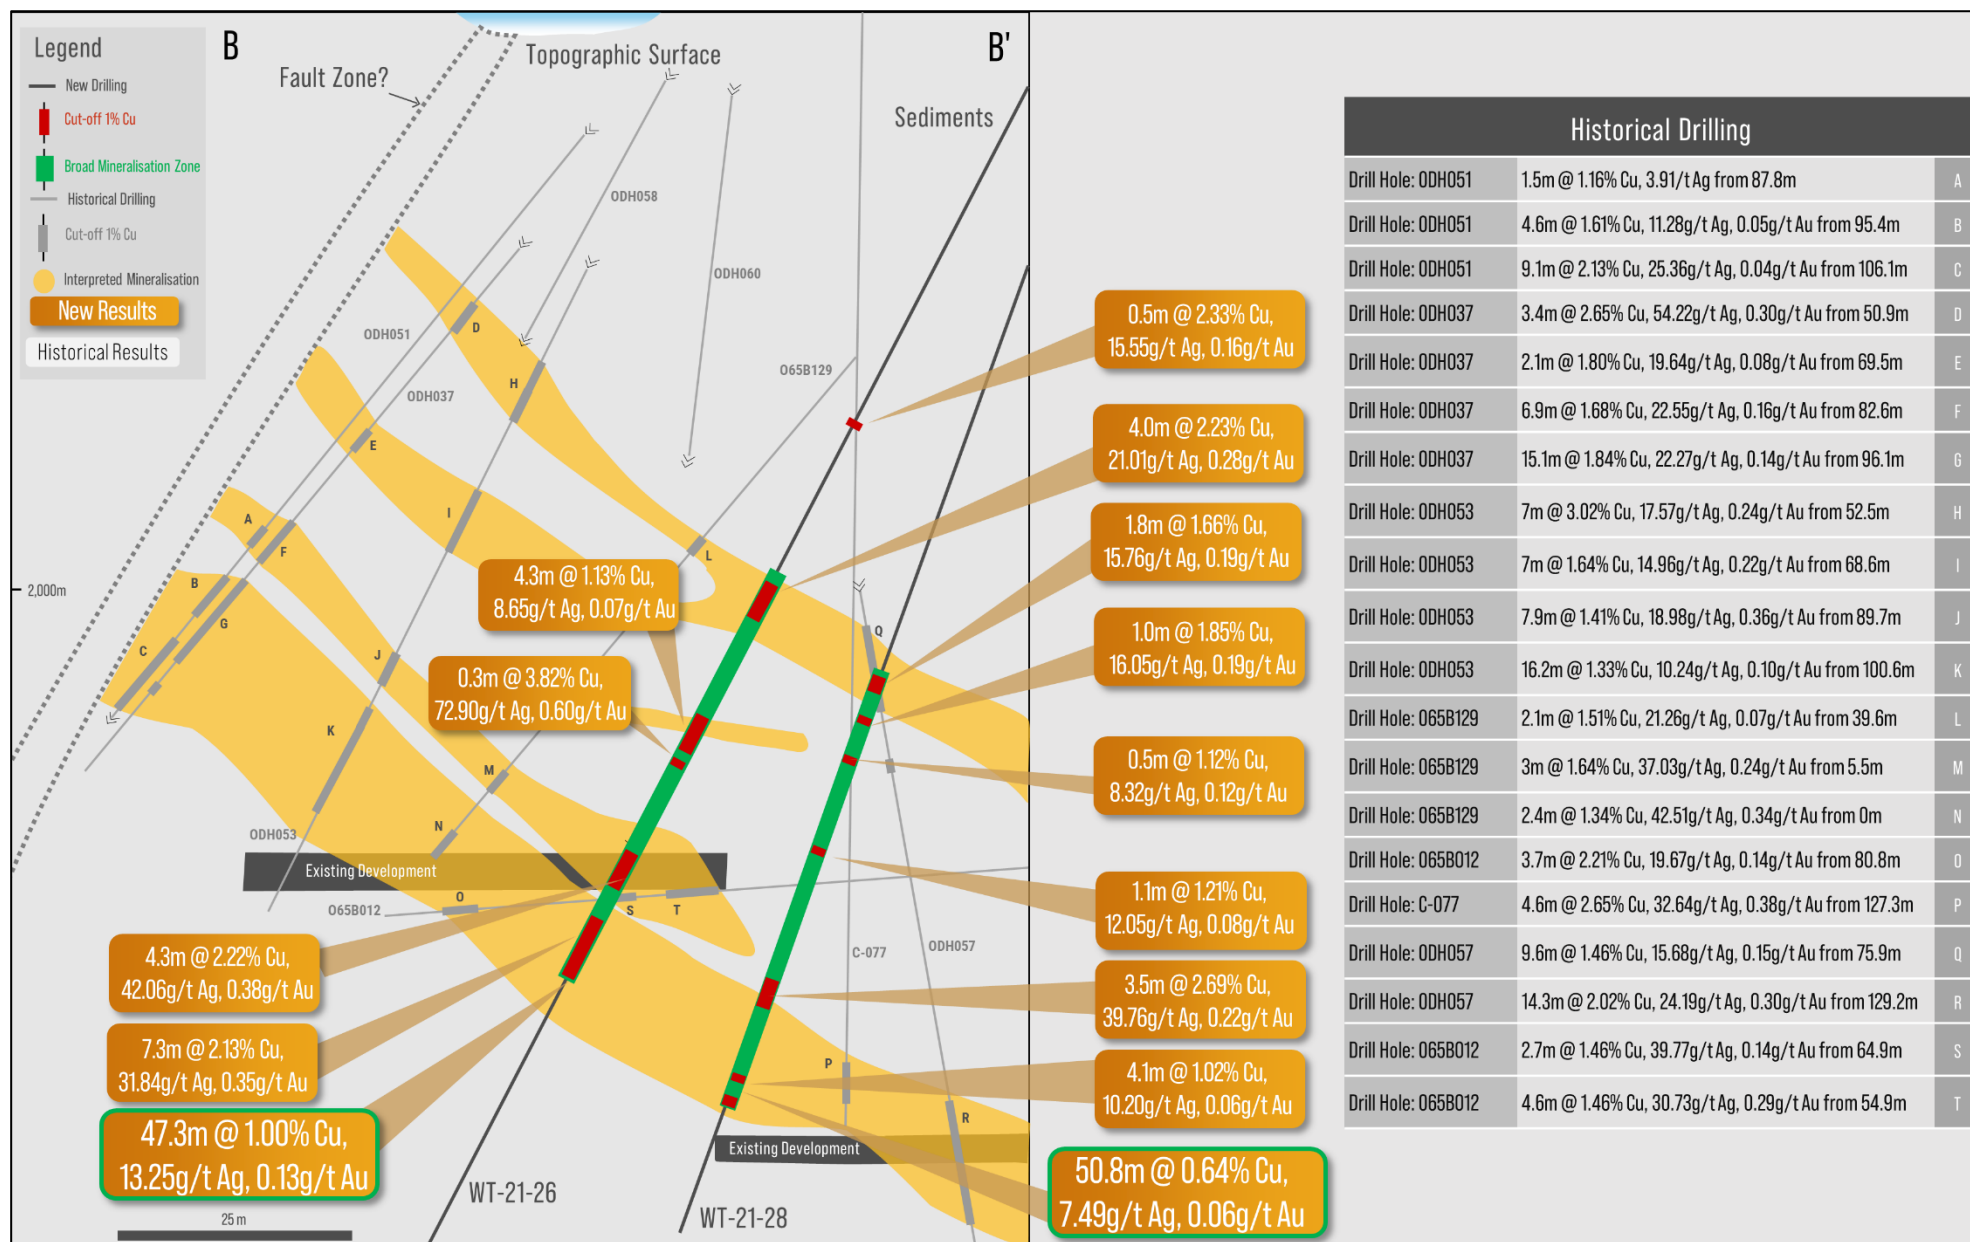 Legend
New Drilling
Cut-off 1% Cu
Broad Mineralisation Zone
Historical Drilling
Cut-off 1% Cu
Interpreted Mineralisation
New Results
Historical Results
B
B'
Fault Zone?
Topographic Surface
Sediments
ODH058
ODH060
ODH051
ODH037
O65B129
D
H
E
I
L
A
F
B
G
C
J
K
M
N
Q
2,000m
ODH053
Existing Development
O65B012
O
S
T
C-077
ODH057
P
R
Existing Development
WT-21-26
WT-21-28
25 m
4.3m @ 1.13% Cu,
8.65g/t Ag, 0.07g/t Au
0.3m @ 3.82% Cu,
72.90g/t Ag, 0.60g/t Au
4.3m @ 2.22% Cu,
42.06g/t Ag, 0.38g/t Au
7.3m @ 2.13% Cu,
31.84g/t Ag, 0.35g/t Au
47.3m @ 1.00% Cu,
13.25g/t Ag, 0.13g/t Au
0.5m @ 2.33% Cu,
15.55g/t Ag, 0.16g/t Au
4.0m @ 2.23% Cu,
21.01g/t Ag, 0.28g/t Au
1.8m @ 1.66% Cu,
15.76g/t Ag, 0.19g/t Au
1.0m @ 1.85% Cu,
16.05g/t Ag, 0.19g/t Au
0.5m @ 1.12% Cu,
8.32g/t Ag, 0.12g/t Au
1.1m @ 1.21% Cu,
12.05g/t Ag, 0.08g/t Au
3.5m @ 2.69% Cu,
39.76g/t Ag, 0.22g/t Au
4.1m @ 1.02% Cu,
10.20g/t Ag, 0.06g/t Au
50.8m @ 0.64% Cu,
7.49g/t Ag, 0.06g/t Au
Historical Drilling
Drill Hole: ODH051 1.5m @ 1.16% Cu, 3.91/t Ag from 87.8m A
Drill Hole: ODH051 4.6m @ 1.61% Cu, 11.28g/t Ag, 0.05g/t Au from 95.4m B
Drill Hole: ODH051 9.1m @ 2.13% Cu, 25.36g/t Ag, 0.04g/t Au from 106.1m C
Drill Hole: ODH037 3.4m @ 2.65% Cu, 54.22g/t Ag, 0.30g/t Au from 50.9m D
Drill Hole: ODH037 2.1m @ 1.80% Cu, 19.64g/t Ag, 0.08g/t Au from 69.5m E
Drill Hole: ODH037 6.9m @ 1.68% Cu, 22.55g/t Ag, 0.16g/t Au from 82.6m F
Drill Hole: ODH037 15.1m @ 1.84% Cu, 22.27g/t Ag, 0.14g/t Au from 96.1m G
Drill Hole: ODH053 7m @ 3.02% Cu, 17.57g/t Ag, 0.24g/t Au from 52.5m H
Drill Hole: ODH053 7m @ 1.64% Cu, 14.96g/t Ag, 0.22g/t Au from 68.6m I
Drill Hole: ODH053 7.9m @ 1.41% Cu, 18.98g/t Ag, 0.36g/t Au from 89.7m J
Drill Hole: ODH053 16.2m @ 1.33% Cu, 10.24g/t Ag, 0.10g/t Au from 100.6m K
Drill Hole: O65B129 2.1m @ 1.51% Cu, 21.26g/t Ag, 0.07g/t Au from 39.6m L
Drill Hole: O65B129 3m @ 1.64% Cu, 37.03g/t Ag, 0.24g/t Au from 5.5m M
Drill Hole: O65B129 2.4m @ 1.34% Cu, 42.51g/t Ag, 0.34g/t Au from 0m N
Drill Hole: O65B012 3.7m @ 2.21% Cu, 19.67g/t Ag, 0.14g/t Au from 80.8m O
Drill Hole: C-077 4.6m @ 2.65% Cu, 32.64g/t Ag, 0.38g/t Au from 127.3m P
Drill Hole: ODH057 9.6m @ 1.46% Cu, 15.68g/t Ag, 0.15g/t Au from 75.9m Q
Drill Hole: ODH057 14.3m @ 2.02% Cu, 24.19g/t Ag, 0.30g/t Au from 129.2m R
Drill Hole: O65B012 2.7m @ 1.46% Cu, 39.77g/t Ag, 0.14g/t Au from 64.9m S
Drill Hole: O65B012 4.6m @ 1.46% Cu, 30.73g/t Ag, 0.29g/t Au from 54.9m T